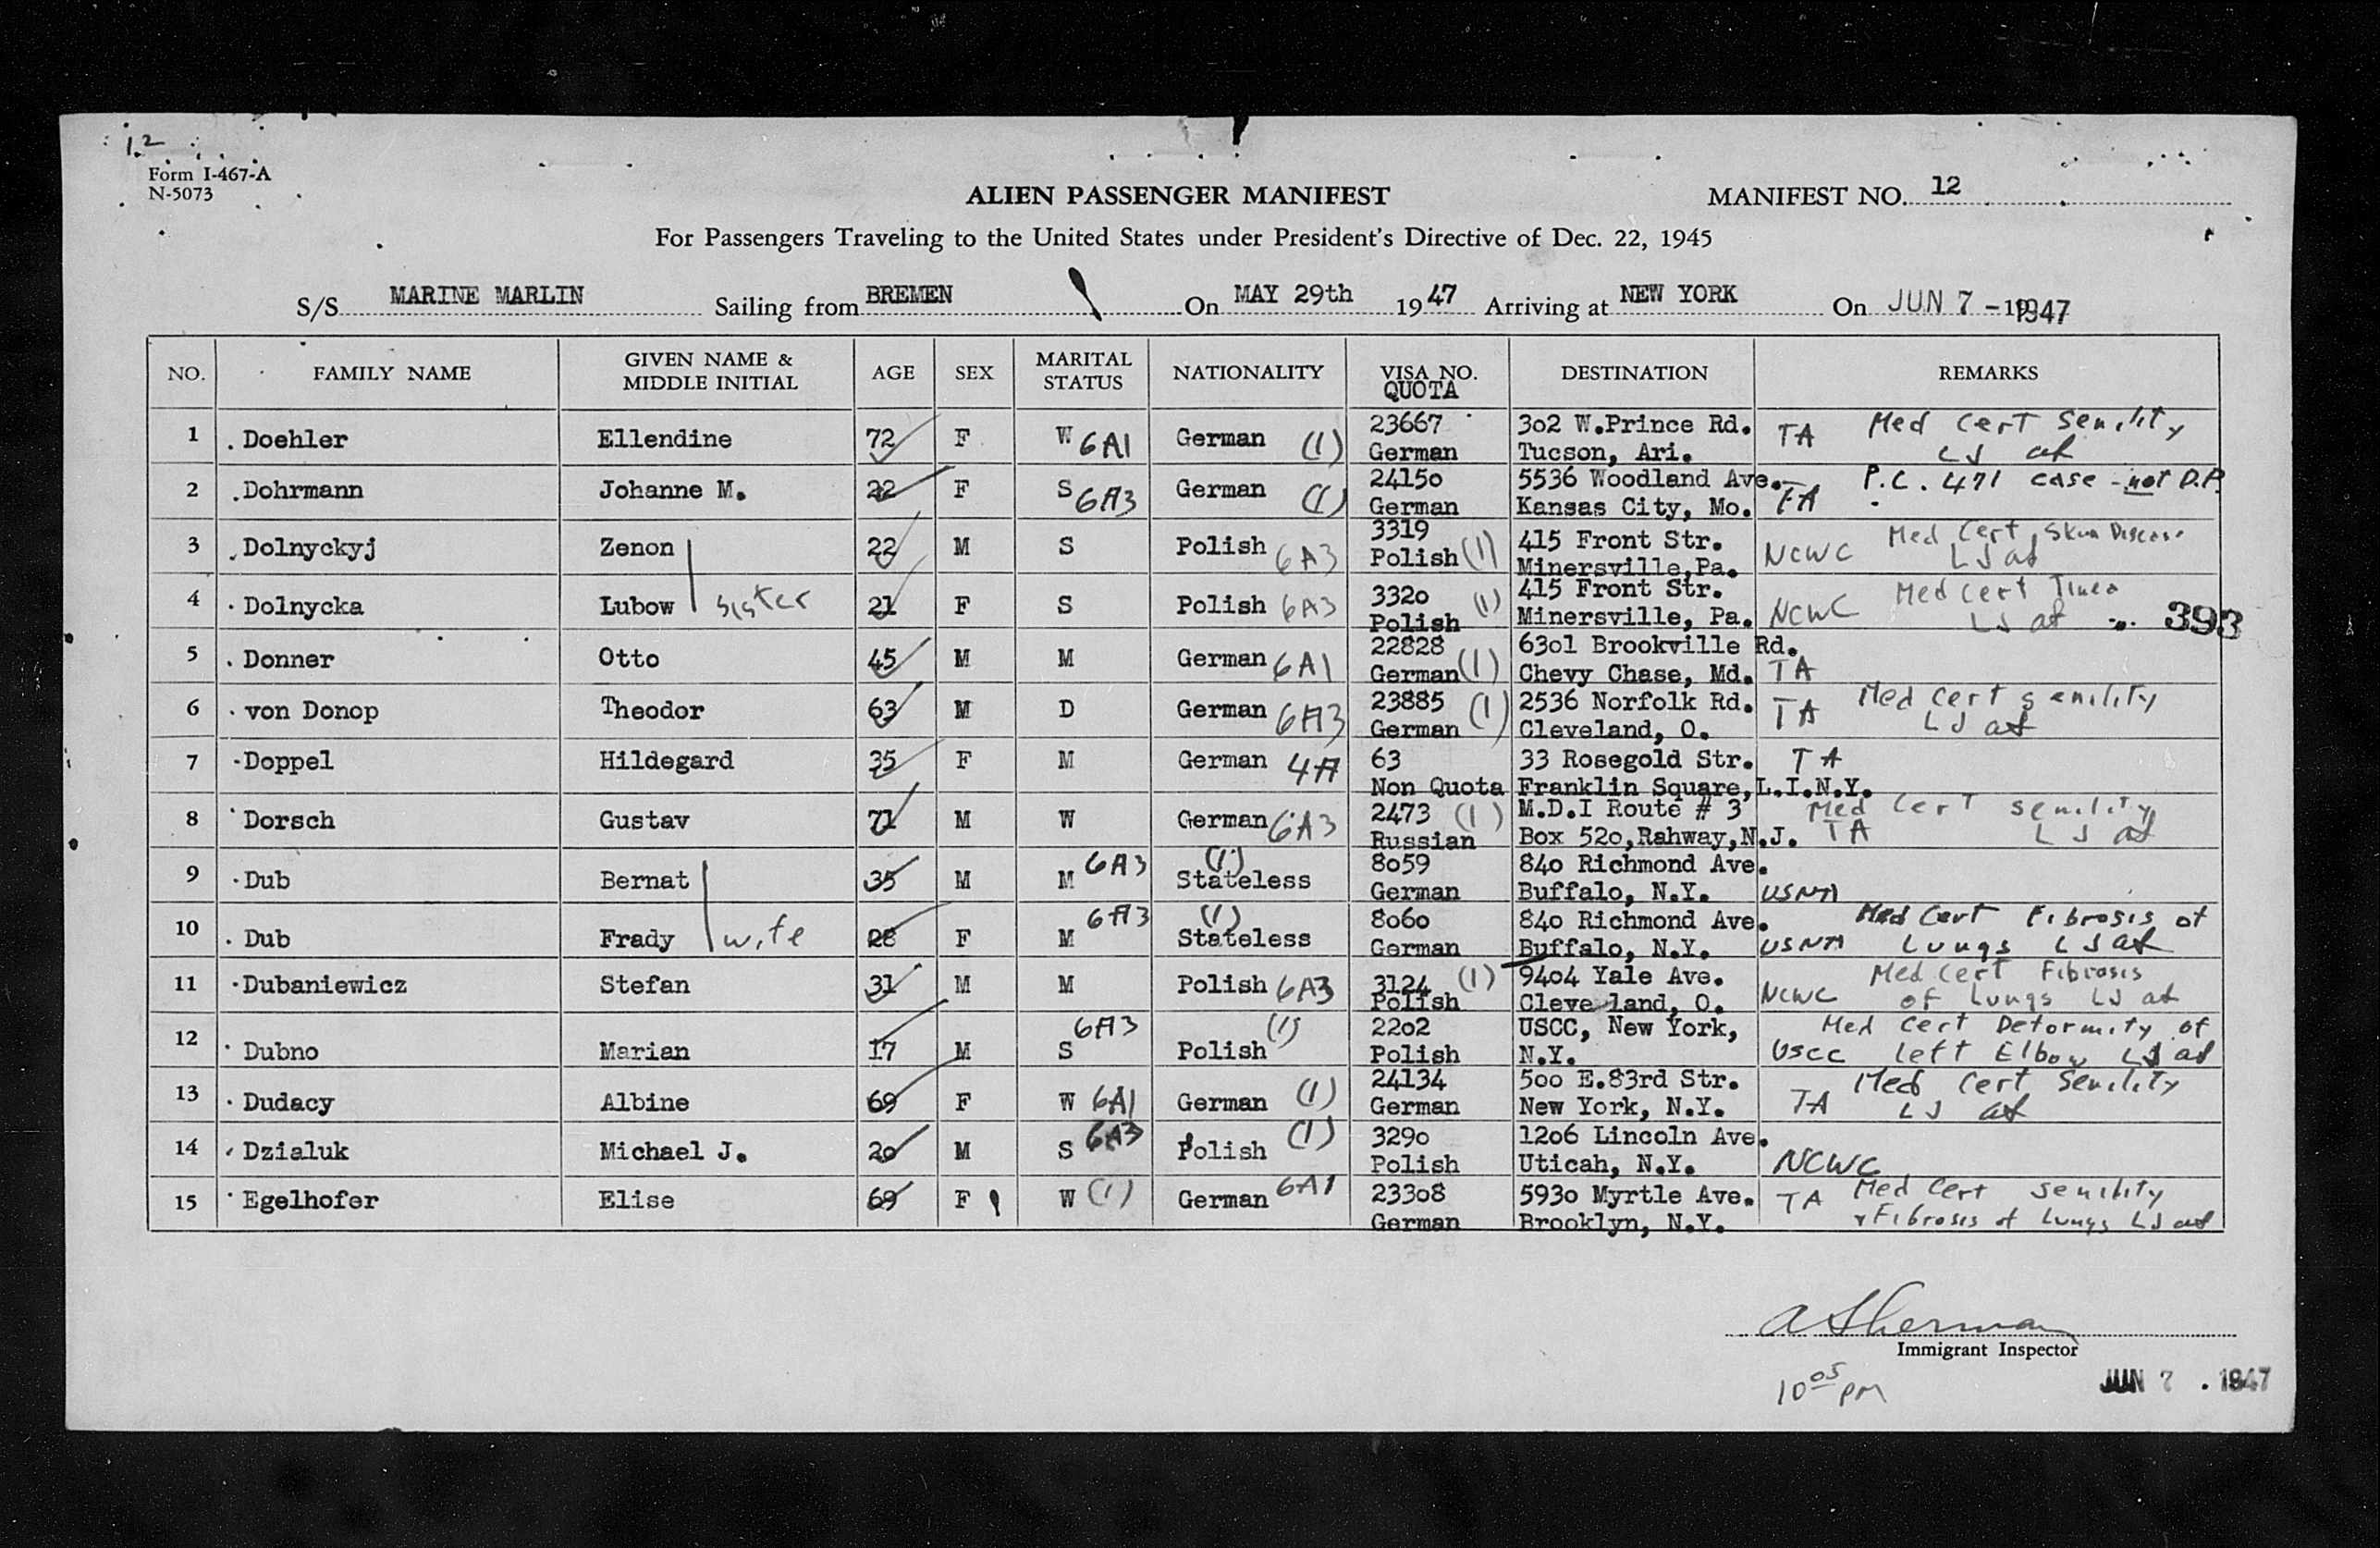 12
Form I-467-A
N-5073
ALIEN PASSENGER MANIFEST
MANIFEST NO. 12
For Passengers Traveling to the United States under President's Directive of Dec. 22, 1945
S/S MARINE MARLIN Sailing from BREMEN On MAY 29th 1947 Arriving at NEW YORK On JUN 7 - 1947
NO. FAMILY NAME GIVEN NAME & MIDDLE INITIAL AGE SEX MARITAL STATUS NATIONALITY VISA NO. QUOTA DESTINATION REMARKS
1 Doehler Ellendine 72 F W 6A1 German (1) 23667 German 302 W.Prince Rd. Tucson, Ari. TA Med Cert Senility LJ at
2 Dohrmann Johanne M. 22 F S 6A3 German (1) 24150 German 5536 Woodland Ave. Kansas City, Mo. TA P.C. 471 case - not D.P.
3 Dolnyckyj Zenon 22 M S Polish 6A3 3319 Polish (1) 415 Front Str. Minersville,Pa. NCWC Med Cert Skin Disease LJ at
4 Dolnycka Lubow sister 21 F S Polish 6A3 3320 Polish (1) 415 Front Str. Minersville, Pa. NCWC Med Cert Tinea LJ at 393
5 Donner Otto 45 M M German 6A1 22828 German (1) 6301 Brookville Rd. Chevy Chase, Md. TA
6 von Donop Theodor 63 M D German 6A3 23885 German (1) 2536 Norfolk Rd. Cleveland, O. TA Med Cert Senility LJ at
7 Doppel Hildegard 35 F M German 4A 63 Non Quota 33 Rosegold Str. Franklin Square, L.I.N.Y. TA
8 Dorsch Gustav 71 M W German 6A3 2473 (1) Russian M.D.I Route # 3 Box 520,Rahway,N.J. TA Med Cert senility LJ at
9 Dub Bernat 35 M M 6A3 (1) Stateless 8059 German 840 Richmond Ave. Buffalo, N.Y. USNA
10 Dub Frady wife 28 F M 6A3 (1) Stateless 8060 German 840 Richmond Ave. Buffalo, N.Y. USNA Med Cert Fibrosis of Lungs LJ at
11 Dubaniewicz Stefan 31 M M Polish 6A3 3124 (1) Polish 9404 Yale Ave. Cleveland, O. NCWC Med Cert Fibrosis of Lungs LJ at
12 Dubno Marian 17 M S 6A3 Polish (1) 2202 Polish USCC, New York, N.Y. USCC Med Cert Deformity of left Elbow LJ at
13 Dudacy Albine 69 F W 6A1 German (1) 24134 German 500 E.83rd Str. New York, N.Y. TA Med Cert Senility LJ at
14 Dzialuk Michael J. 20 M S 6A3 Polish (1) 3290 Polish 1206 Lincoln Ave. Uticah, N.Y. NCWC
15 Egelhofer Elise 69 F W (1) German 6A1 23308 German 5930 Myrtle Ave. Brooklyn, N.Y. TA Med Cert senility & Fibrosis of Lungs LJ at
A Sherman
Immigrant Inspector
10 05 pm
JUN 7 1947